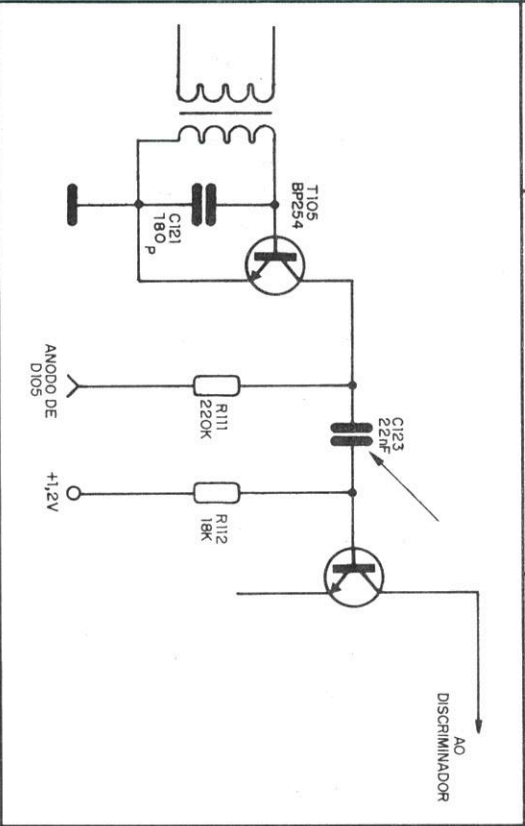 T105
BP254
C121
180 P
ANODO DE
D105
R111
220K
C123
22nF
+1,2V
R112
18K
AO
DISCRIMINADOR